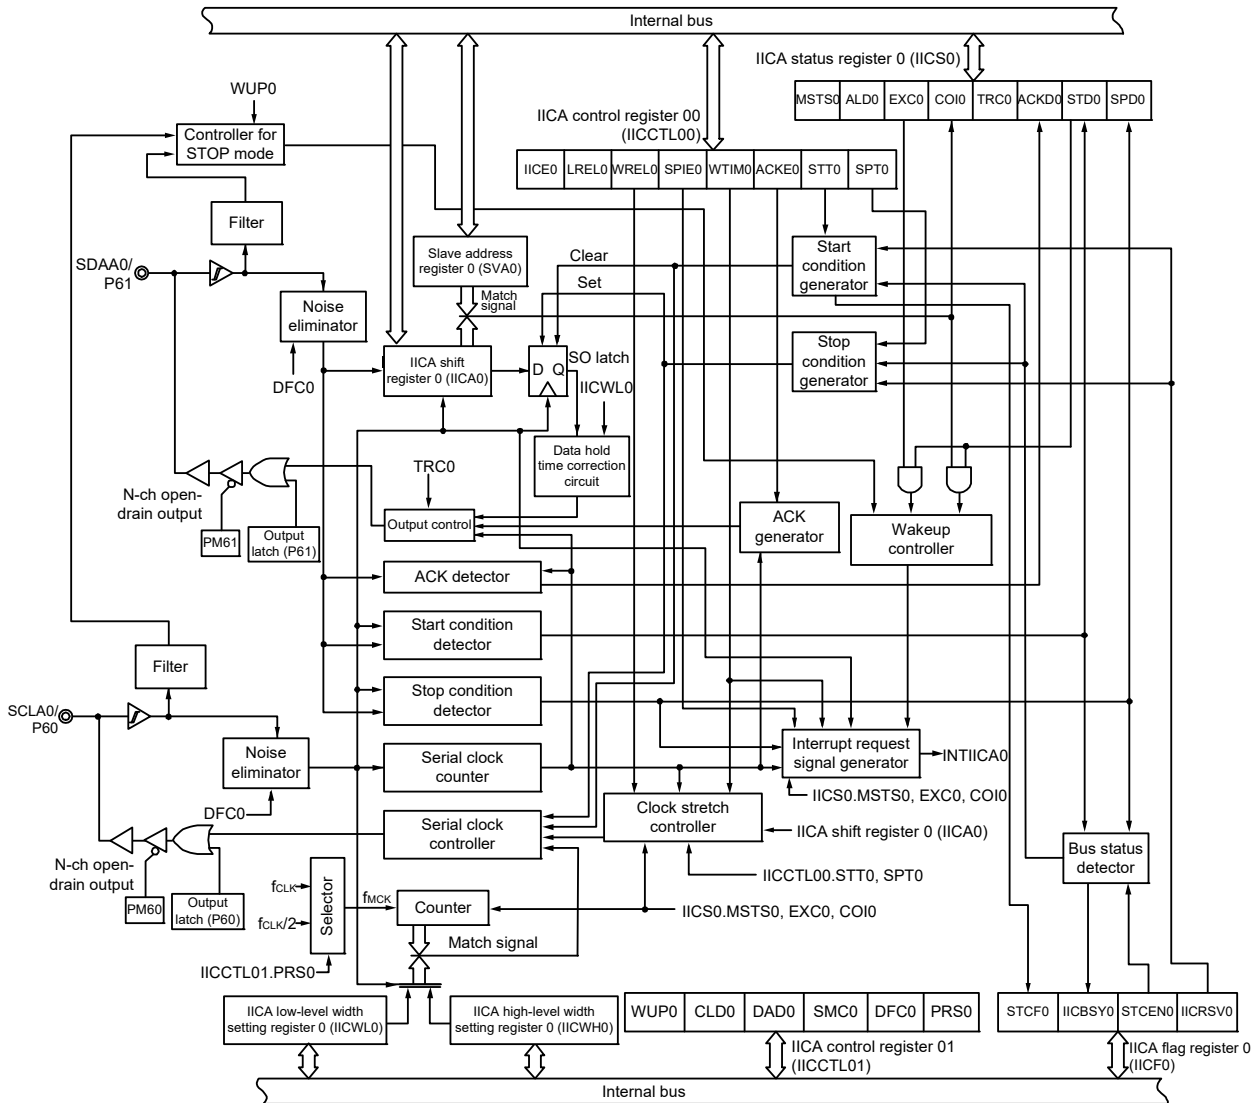 Internal bus
IICA status register 0 (IICS0)
MSTS0 ALD0 EXC0 COI0 TRC0 ACKD0 STD0 SPD0
WUP0
IICA control register 00
(IICCTL00)
Controller for
STOP mode
IICE0 LREL0 WREL0 SPIE0 WTIM0 ACKE0 STT0 SPT0
Filter
Slave address
register 0 (SVA0)
Clear
Start
condition
generator
SDAA0/
P61
Set
Match
signal
Noise
eliminator
Stop
condition
generator
IICA shift
register 0 (IICA0)
D Q
SO latch
IICWL0
DFC0
Data hold
time correction
circuit
TRC0
N-ch open-
drain output
PM61
Output
latch (P61)
Output control
ACK
generator
Wakeup
controller
ACK detector
Start condition
detector
Filter
Stop condition
detector
SCLA0/
P60
Noise
eliminator
Serial clock
counter
Interrupt request
signal generator
INTIICA0
IICS0.MSTS0, EXC0, COI0
DFC0
Serial clock
controller
Clock stretch
controller
IICA shift register 0 (IICA0)
Bus status
detector
N-ch open-
drain output
PM60
Output
latch (P60)
IICCTL00.STT0, SPT0
fCLK
fCLK/2
Selector
fMCK
Counter
IICS0.MSTS0, EXC0, COI0
Match signal
IICCTL01.PRS0
IICA low-level width
setting register 0 (IICWL0)
IICA high-level width
setting register 0 (IICWH0)
WUP0 CLD0 DAD0 SMC0 DFC0 PRS0
STCF0 IICBSY0 STCEN0 IICRSV0
IICA control register 01
(IICCTL01)
IICA flag register 0
(IICF0)
Internal bus